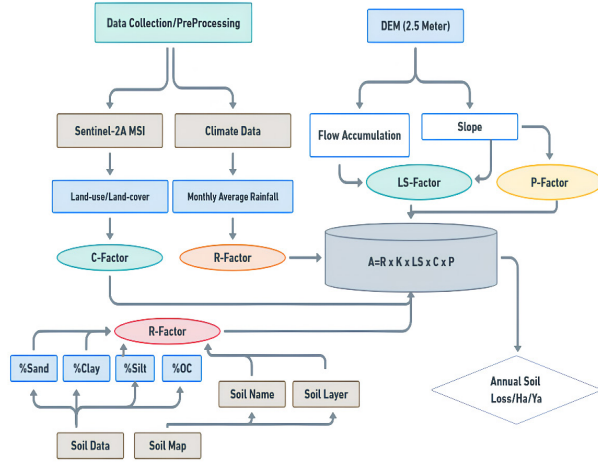 Data Collection/PreProcessing
DEM (2.5 Meter)
Sentinel-2A MSI
Climate Data
Flow Accumulation
Slope
Land-use/Land-cover
Monthly Average Rainfall
LS-Factor
P-Factor
C-Factor
R-Factor
A=R x K x LS x C x P
R-Factor
%Sand
%Clay
%Silt
%OC
Soil Name
Soil Layer
Annual Soil
Loss/Ha/Ya
Soil Data
Soil Map